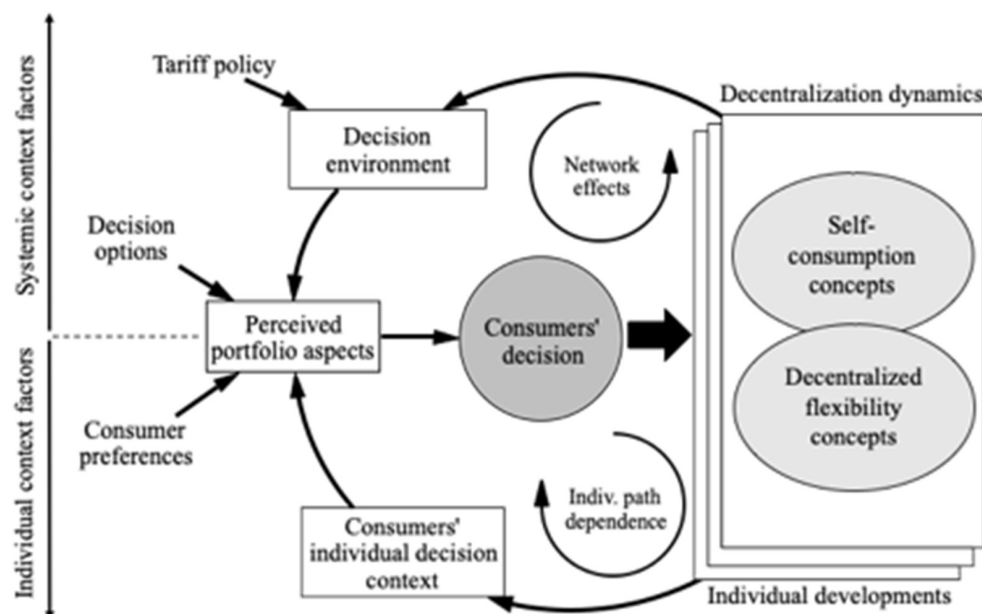 Systemic context factors
Individual context factors
Tariff policy
Decision
environment
Decision
options
Perceived
portfolio aspects
Consumer
preferences
Consumers'
individual decision
context
Consumers'
decision
Network
effects
Indiv. path
dependence
Decentralization dynamics
Self-
consumption
concepts
Decentralized
flexibility
concepts
Individual developments